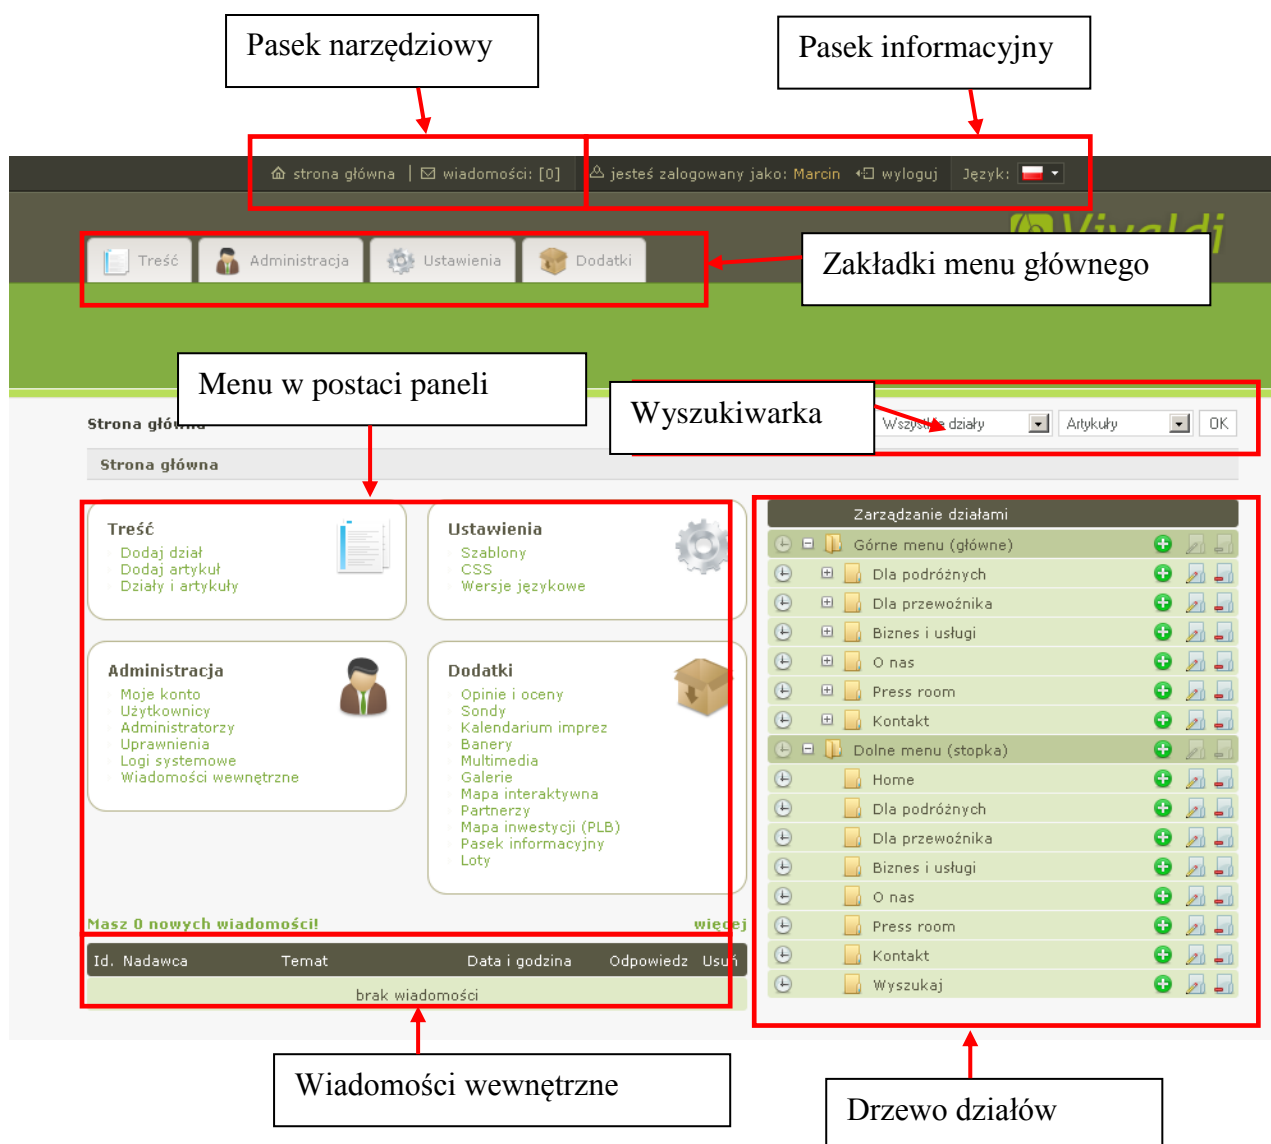 Pasek narzędziowy
Pasek informacyjny
strona główna | wiadomości: [0] jesteś zalogowany jako: Marcin wyloguj Język:
Vivaldi
Treść Administracja Ustawienia Dodatki
Zakładki menu głównego
Menu w postaci paneli
Wyszukiwarka
Strona główna
Wszystkie działy Artykuły OK
Strona główna
Treść
Dodaj dział
Dodaj artykuł
Działy i artykuły
Ustawienia
Szablony
CSS
Wersje językowe
Administracja
Moje konto
Użytkownicy
Administratorzy
Uprawnienia
Logi systemowe
Wiadomości wewnętrzne
Dodatki
Opinie i oceny
Sondy
Kalendarium imprez
Banery
Multimedia
Galerie
Mapa interaktywna
Partnerzy
Mapa inwestycji (PLB)
Pasek informacyjny
Loty
Masz 0 nowych wiadomości! więcej
Id. Nadawca Temat Data i godzina Odpowiedz Usuń
brak wiadomości
Zarządzanie działami
Górne menu (główne)
Dla podróżnych
Dla przewoźnika
Biznes i usługi
O nas
Press room
Kontakt
Dolne menu (stopka)
Home
Dla podróżnych
Dla przewoźnika
Biznes i usługi
O nas
Press room
Kontakt
Wyszukaj
Wiadomości wewnętrzne
Drzewo działów